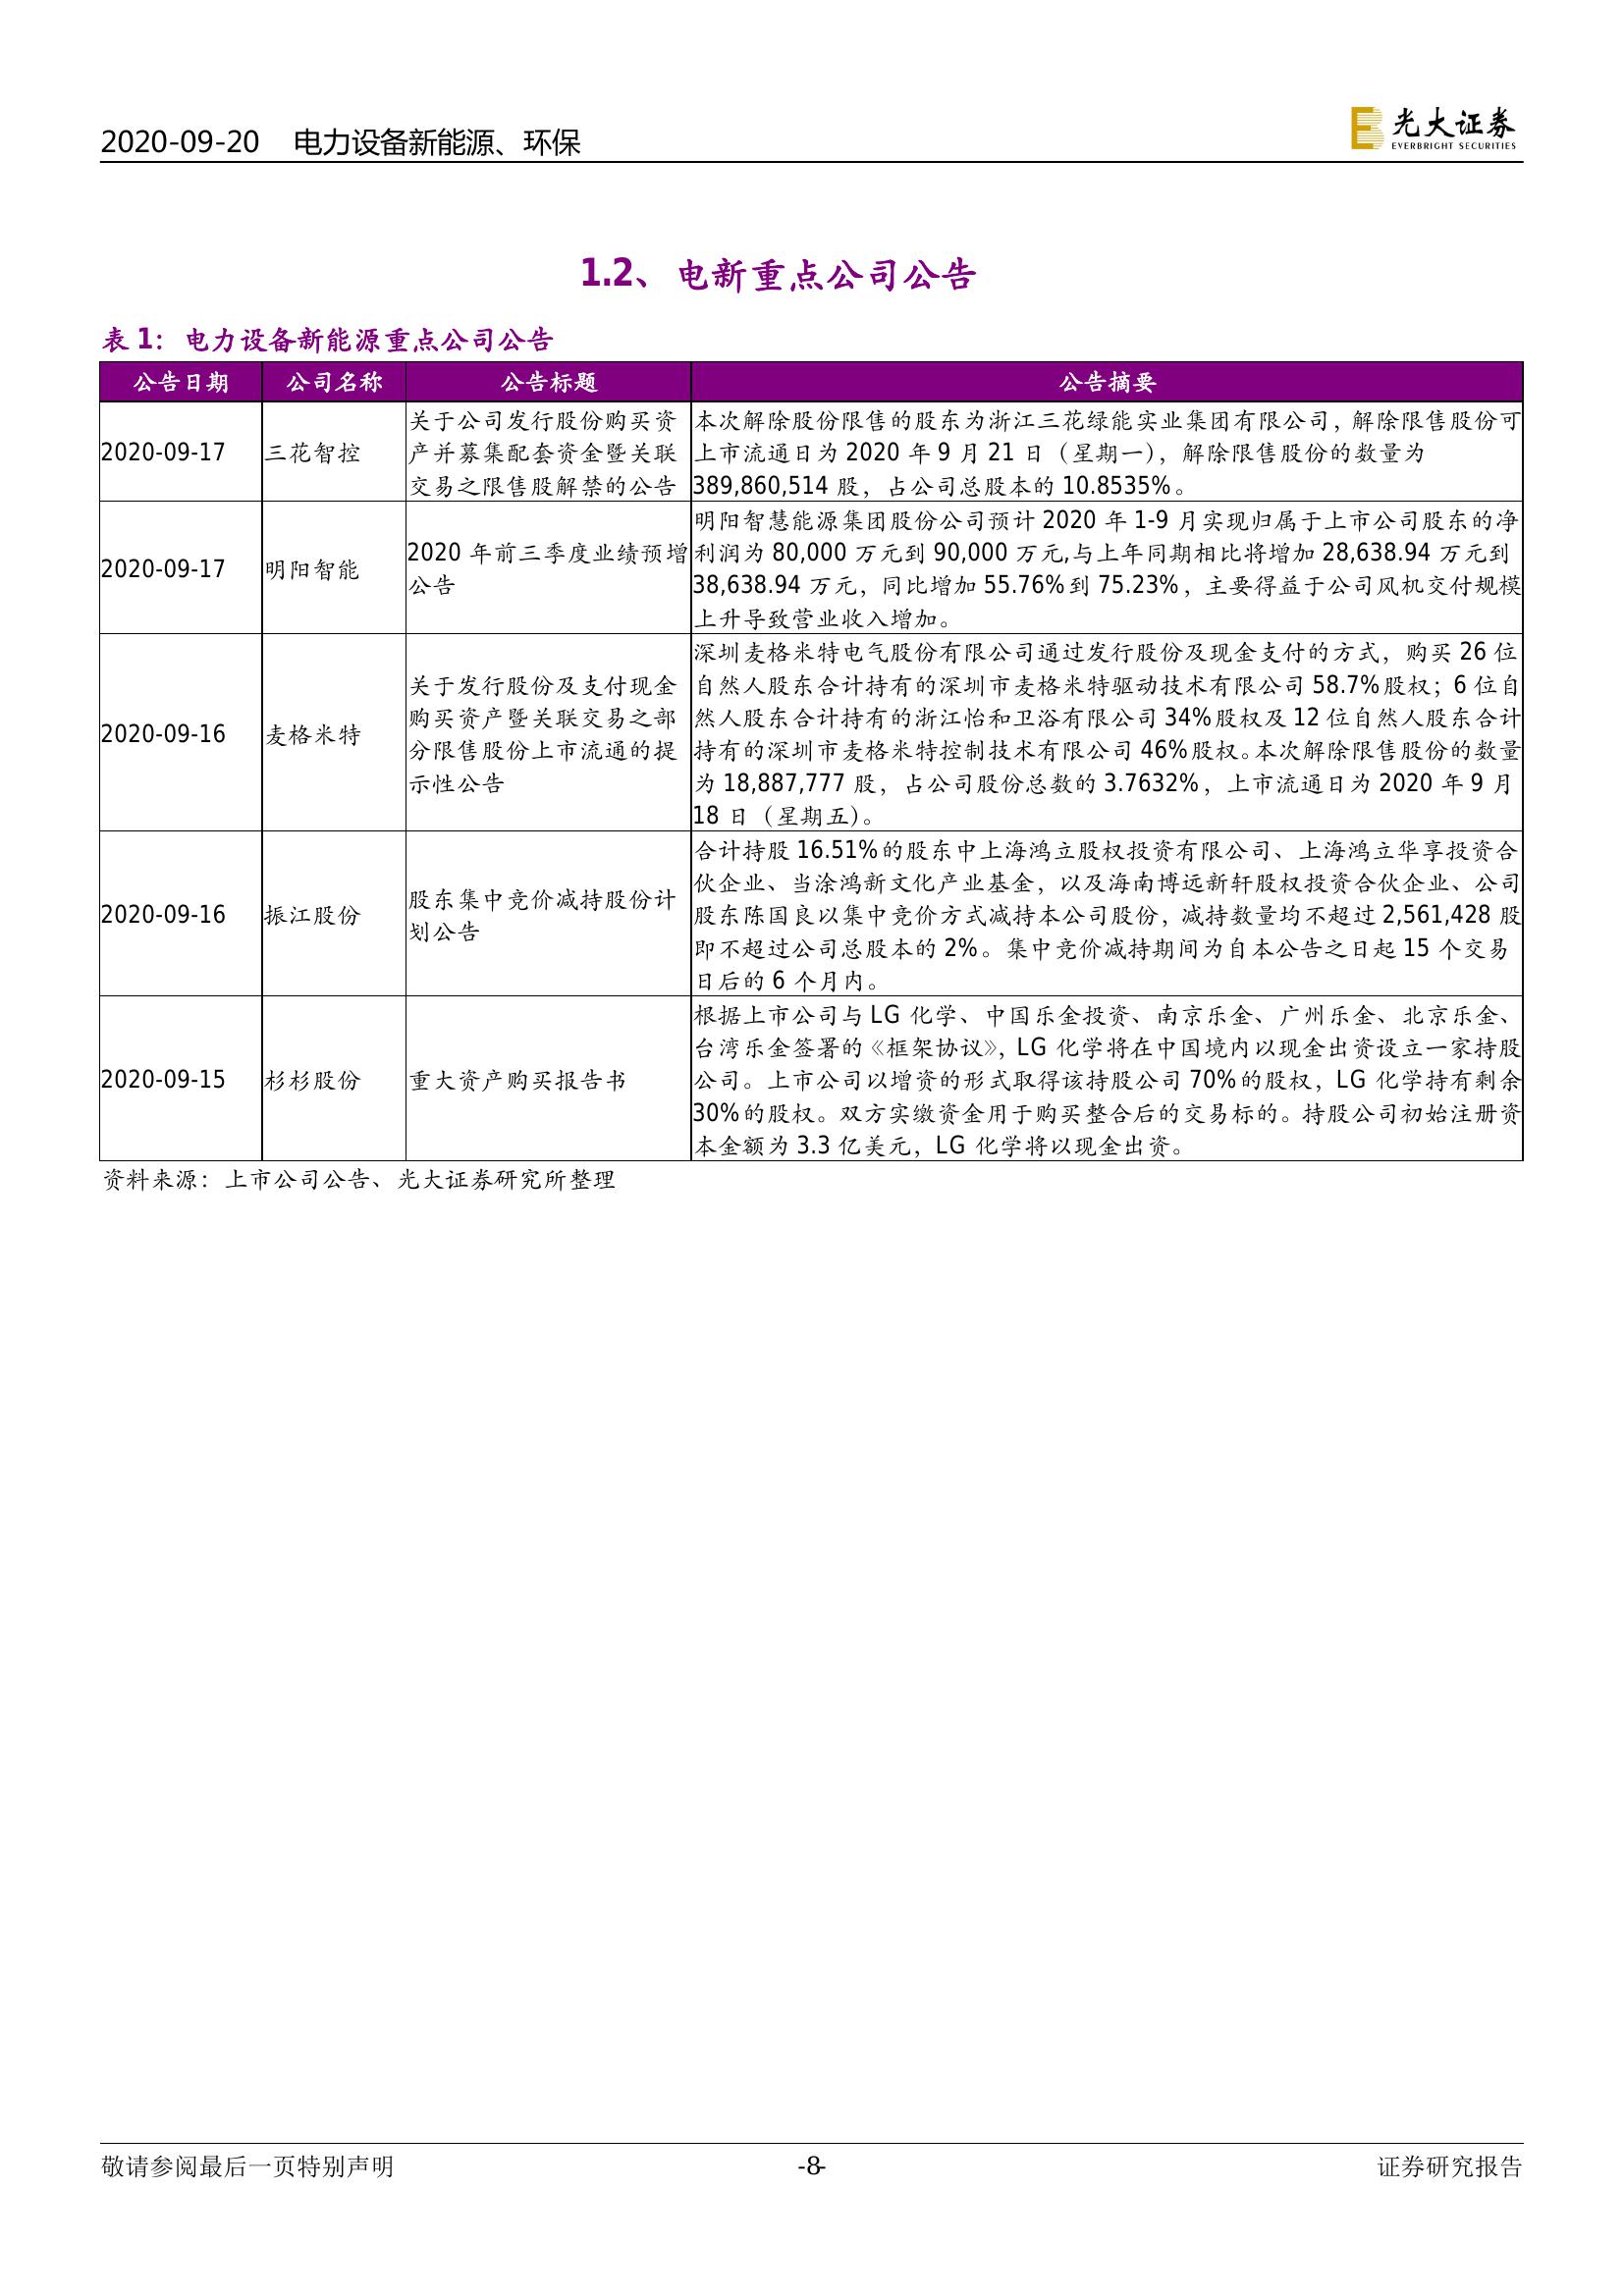 2020-09-20 电力设备新能源、环保
光大证券
EVERBRIGHT SECURITIES
1.2、电新重点公司公告
表 1：电力设备新能源重点公司公告
公告日期 公司名称 公告标题 公告摘要
2020-09-17
三花智控
关于公司发行股份购买资
产并募集配套资金暨关联
交易之限售股解禁的公告
本次解除股份限售的股东为浙江三花绿能实业集团有限公司，解除限售股份可
上市流通日为 2020 年 9 月 21 日（星期一），解除限售股份的数量为
389,860,514 股，占公司总股本的 10.8535%。
2020-09-17
明阳智能
2020 年前三季度业绩预增
公告
明阳智慧能源集团股份公司预计 2020 年 1-9 月实现归属于上市公司股东的净
利润为 80,000 万元到 90,000 万元,与上年同期相比将增加 28,638.94 万元到
38,638.94 万元，同比增加 55.76%到 75.23%，主要得益于公司风机交付规模
上升导致营业收入增加。
2020-09-16
麦格米特
关于发行股份及支付现金
购买资产暨关联交易之部
分限售股份上市流通的提
示性公告
深圳麦格米特电气股份有限公司通过发行股份及现金支付的方式，购买 26 位
自然人股东合计持有的深圳市麦格米特驱动技术有限公司 58.7%股权；6 位自
然人股东合计持有的浙江怡和卫浴有限公司 34%股权及 12 位自然人股东合计
持有的深圳市麦格米特控制技术有限公司 46%股权。本次解除限售股份的数量
为 18,887,777 股，占公司股份总数的 3.7632%，上市流通日为 2020 年 9 月
18 日（星期五）。
2020-09-16
振江股份
股东集中竞价减持股份计
划公告
合计持股 16.51%的股东中上海鸿立股权投资有限公司、上海鸿立华享投资合
伙企业、当涂鸿新文化产业基金，以及海南博远新轩股权投资合伙企业、公司
股东陈国良以集中竞价方式减持本公司股份，减持数量均不超过 2,561,428 股
即不超过公司总股本的 2%。集中竞价减持期间为自本公告之日起 15 个交易
日后的 6 个月内。
2020-09-15
杉杉股份
重大资产购买报告书
根据上市公司与 LG 化学、中国乐金投资、南京乐金、广州乐金、北京乐金、
台湾乐金签署的《框架协议》，LG 化学将在中国境内以现金出资设立一家持股
公司。上市公司以增资的形式取得该持股公司 70%的股权，LG 化学持有剩余
30%的股权。双方实缴资金用于购买整合后的交易标的。持股公司初始注册资
本金额为 3.3 亿美元，LG 化学将以现金出资。
资料来源：上市公司公告、光大证券研究所整理
敬请参阅最后一页特别声明 -8- 证券研究报告